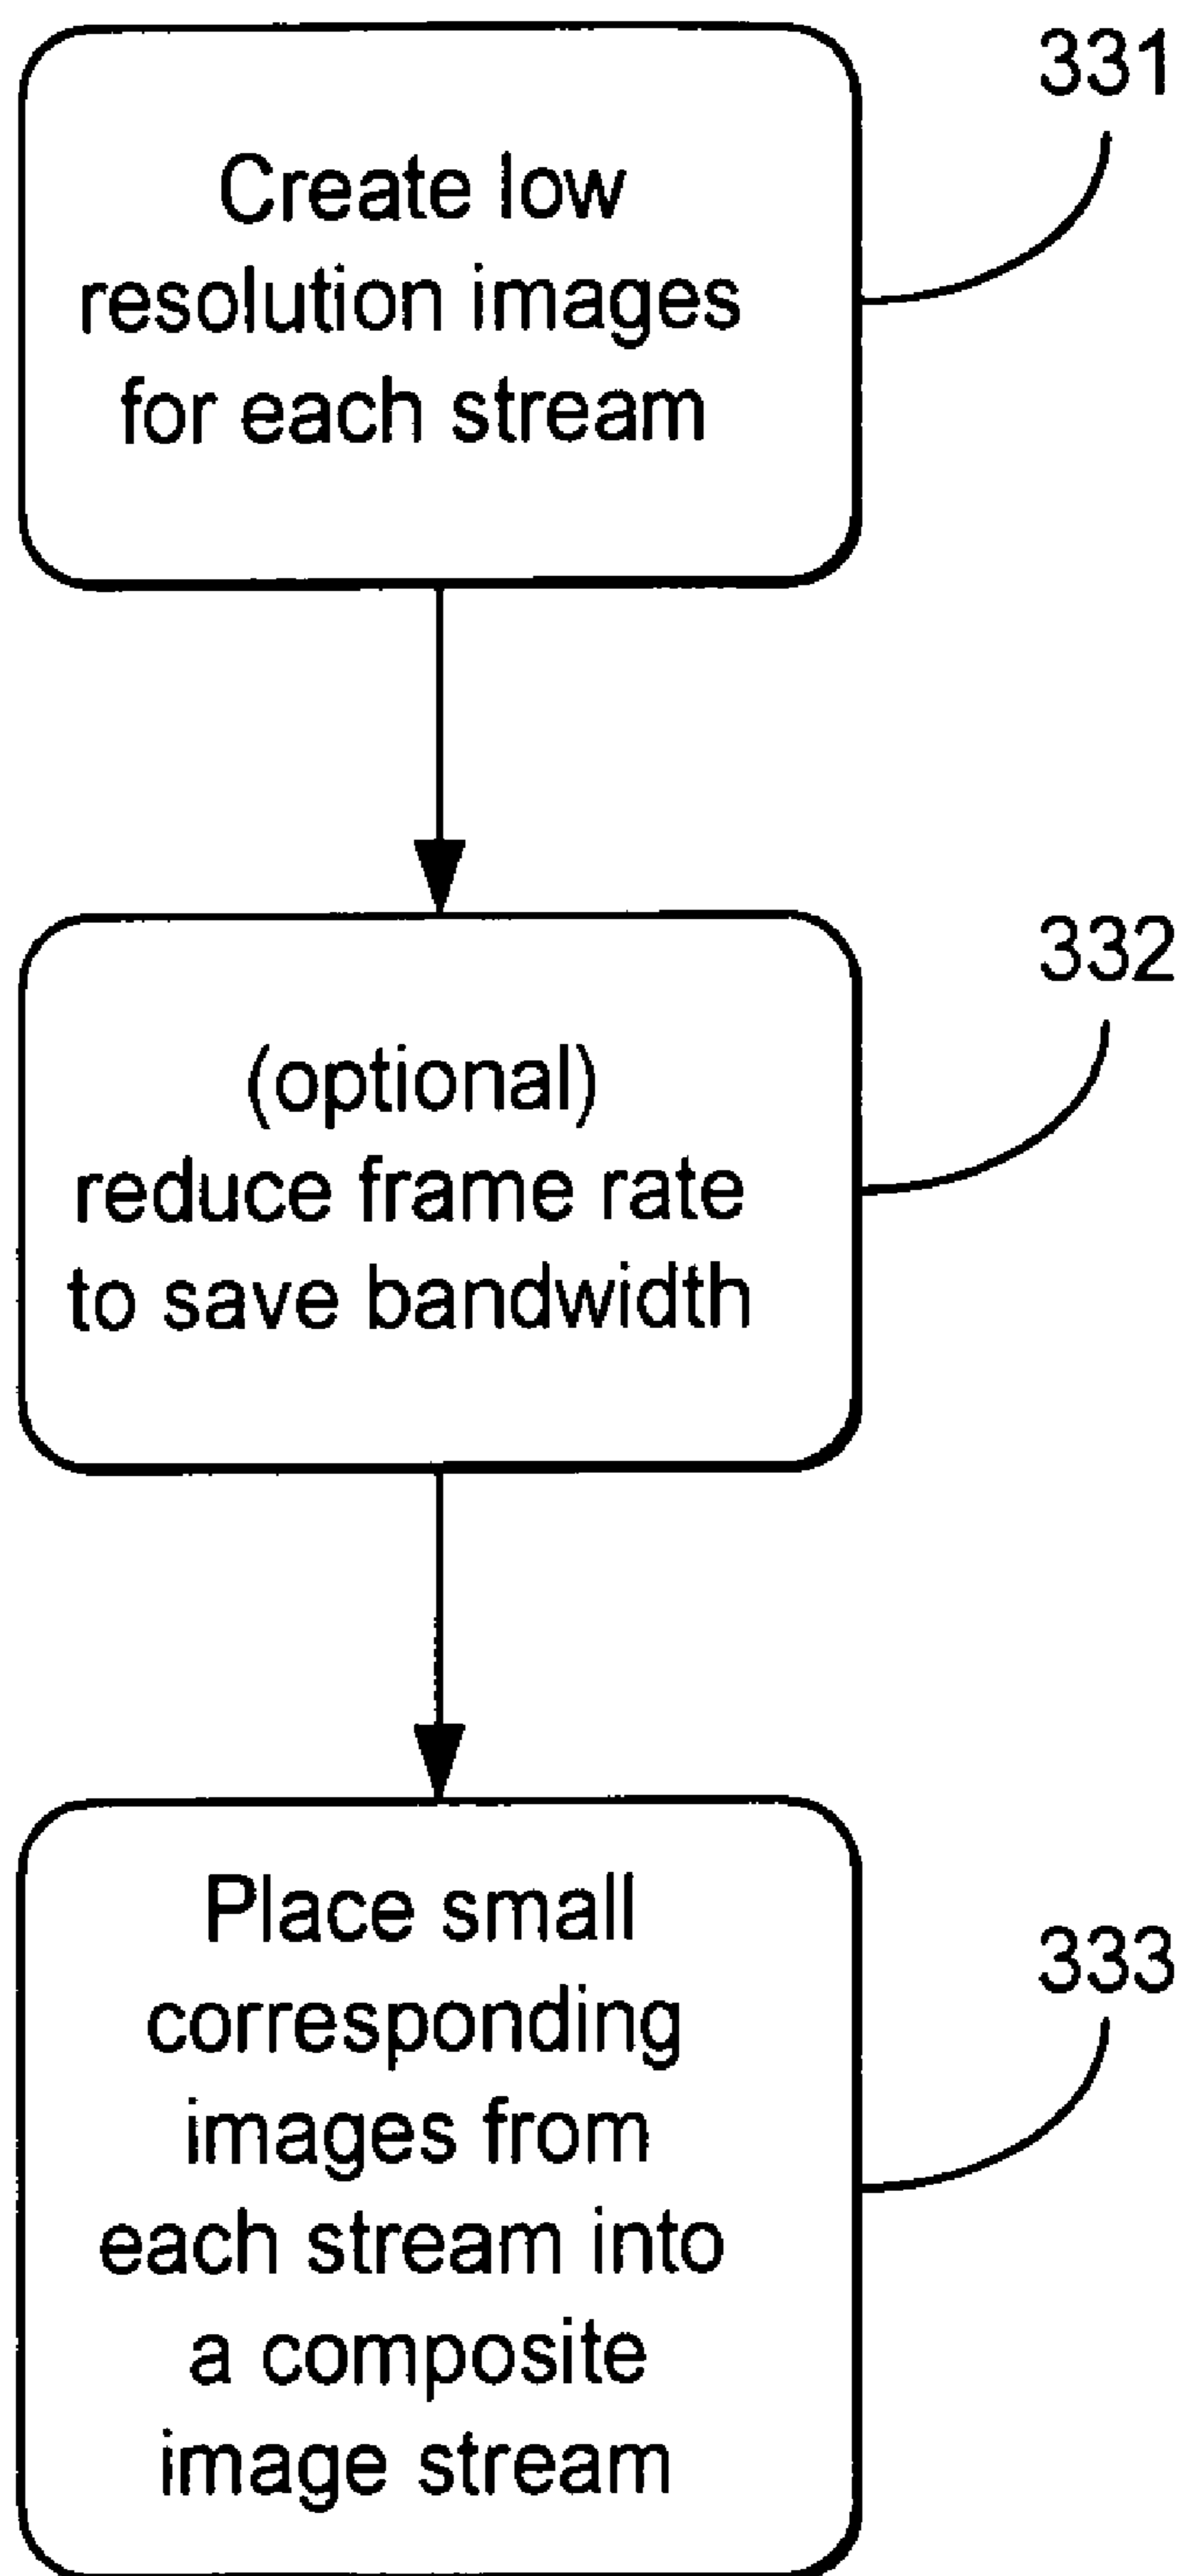 331
Create low
resolution images
for each stream
332
(optional)
reduce frame rate
to save bandwidth
333
Place small
corresponding
images from
each stream into
a composite
image stream